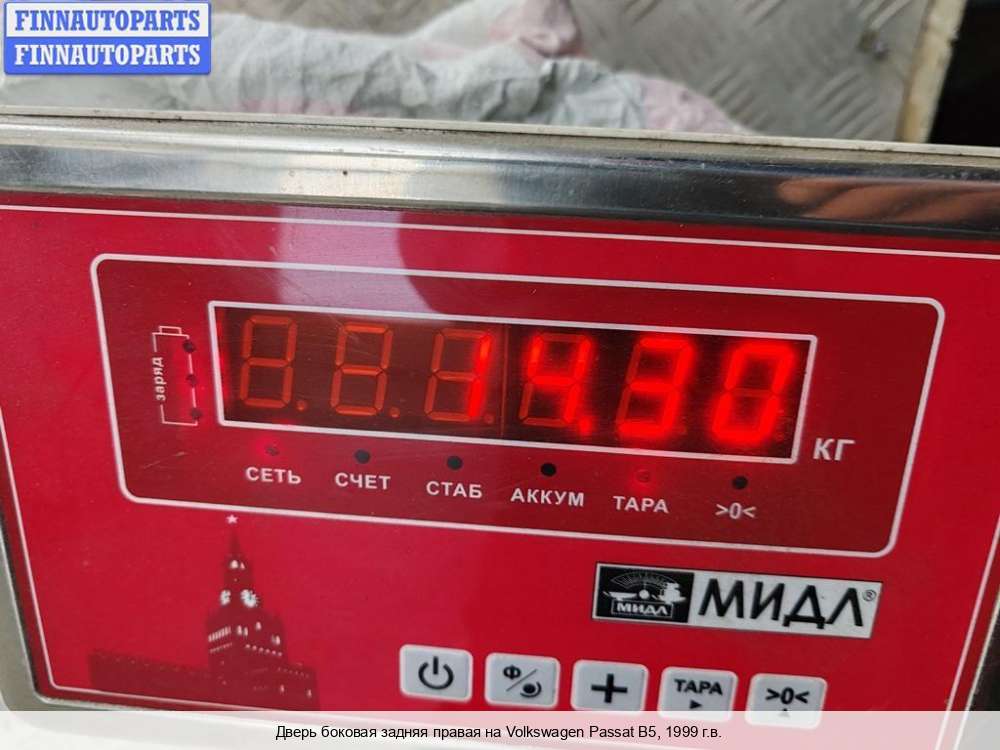 FINNAUTOPARTS
FINNAUTOPARTS
заряд
14.30
КГ
СЕТЬ СЧЕТ СТАБ АККУМ ТАРА >0<
МИДЛ МИДЛ®
Ф/ + ТАРА >0<
Дверь боковая задняя правая на Volkswagen Passat B5, 1999 г.в.